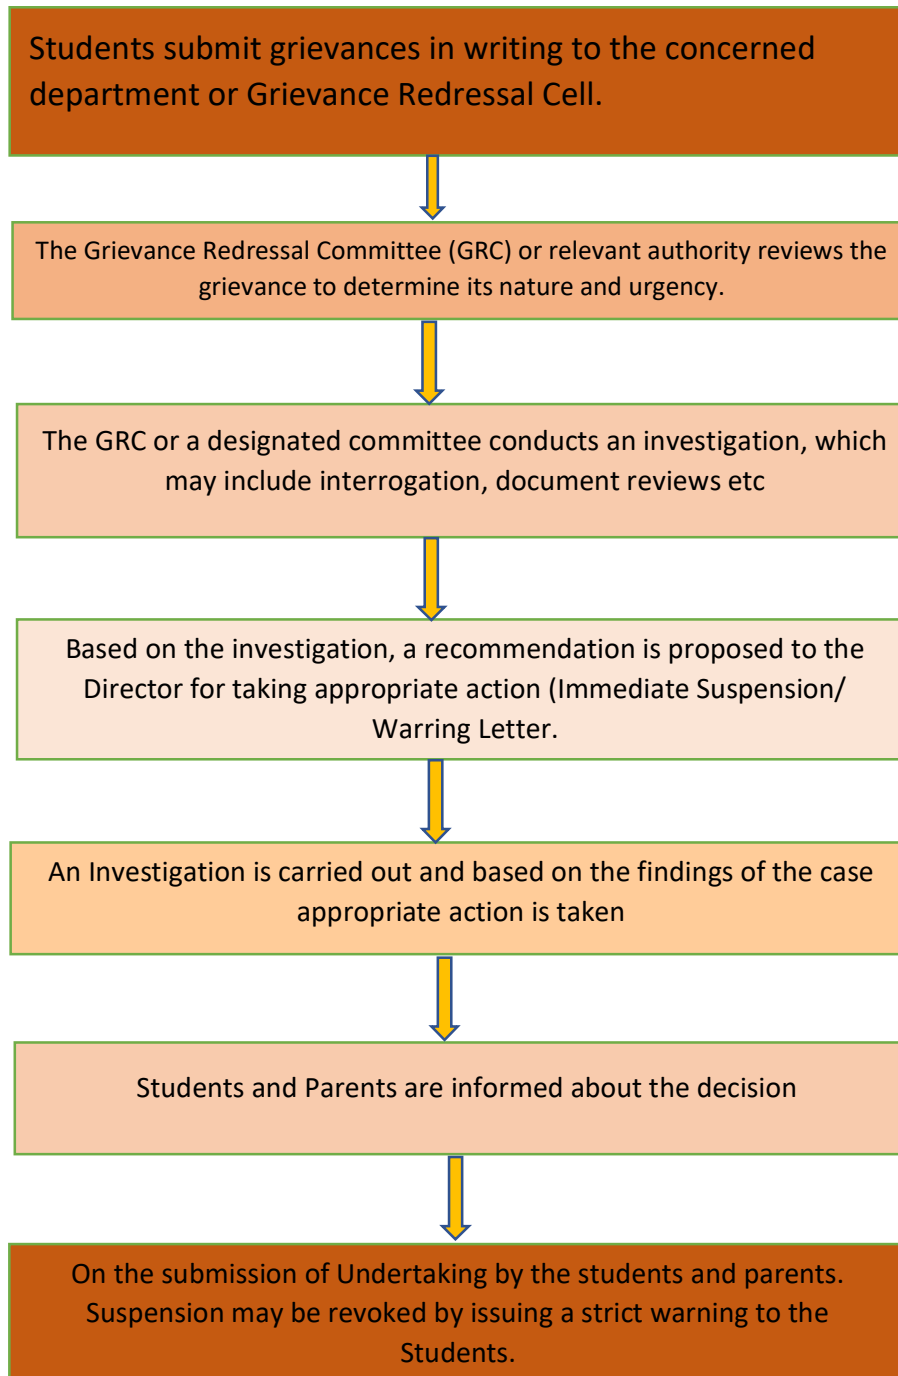 Students submit grievances in writing to the concerned
department or Grievance Redressal Cell.
The Grievance Redressal Committee (GRC) or relevant authority reviews the
grievance to determine its nature and urgency.
The GRC or a designated committee conducts an investigation, which
may include interrogation, document reviews etc
Based on the investigation, a recommendation is proposed to the
Director for taking appropriate action (Immediate Suspension/
Warring Letter.
An Investigation is carried out and based on the findings of the case
appropriate action is taken
Students and Parents are informed about the decision
On the submission of Undertaking by the students and parents.
Suspension may be revoked by issuing a strict warning to the
Students.